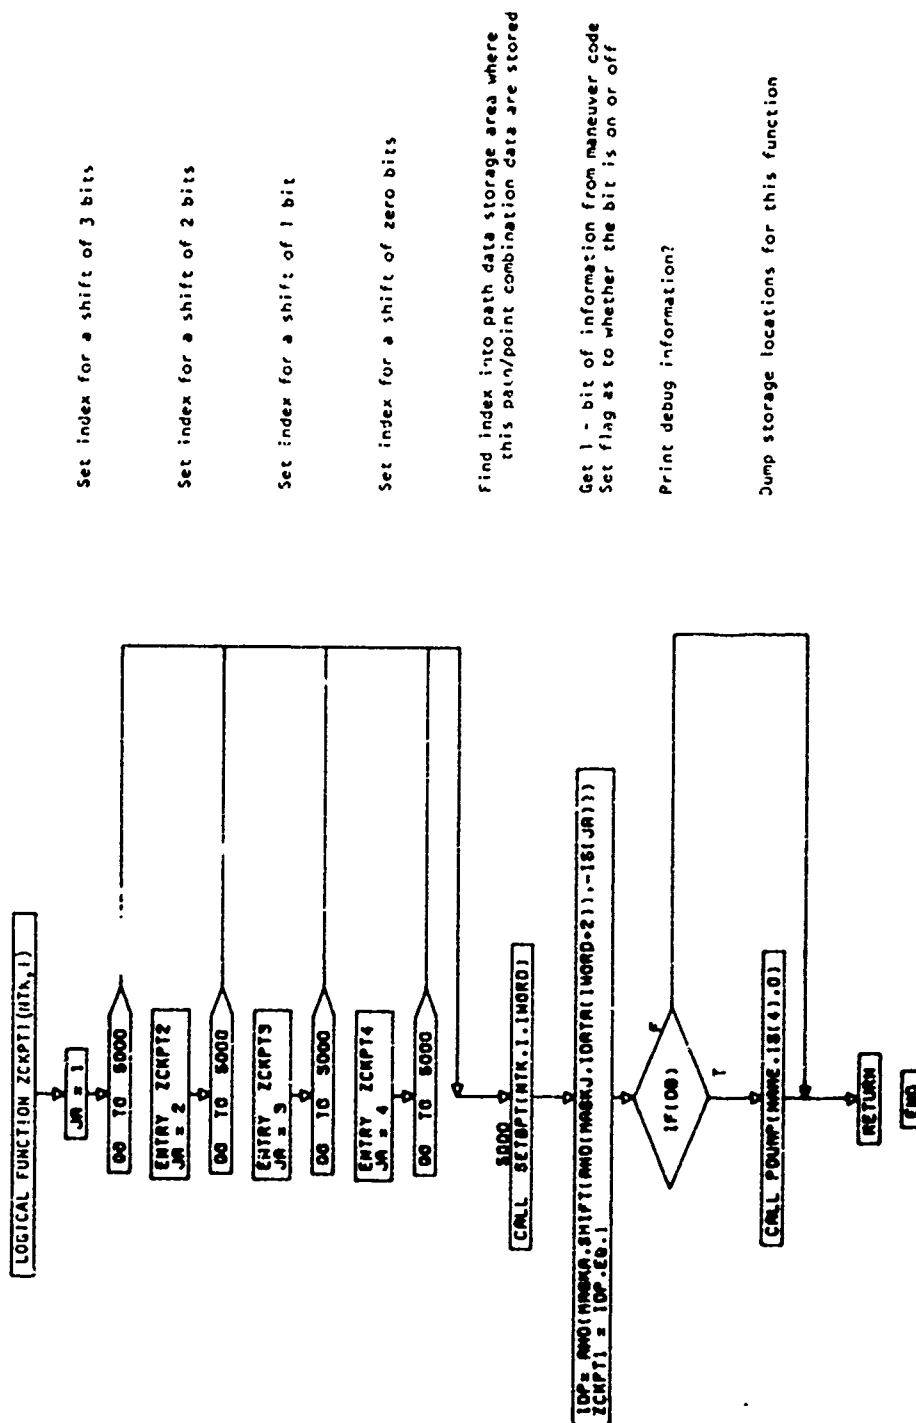 LOGICAL FUNCTION ZCKPT1(NTK,I)
JA = 1
Set index for a shift of 3 bits
GO TO 5000
ENTRY ZCKPT2
JA = 2
Set index for a shift of 2 bits
GO TO 5000
ENTRY ZCKPT3
JA = 3
Set index for a shift of 1 bit
GO TO 5000
ENTRY ZCKPT4
JA = 4
Set index for a shift of zero bits
GO TO 5000
5000
CALL SETBPT(NTK,I,IWORD)
Find index into path data storage area where
this path/point combination data are stored
IDP= AND(MASKA,SHIFT(AND(MASKJ,IDATA(IWORD+2)),-IS(JA)))
ZCKPT1 = IDP.EQ.1
Get 1 - bit of information from maneuver code
Set flag as to whether the bit is on or off
IF(DB)
F
T
Print debug information?
CALL PDUMP(NAME,IS(4),0)
Dump storage locations for this function
RETURN
END